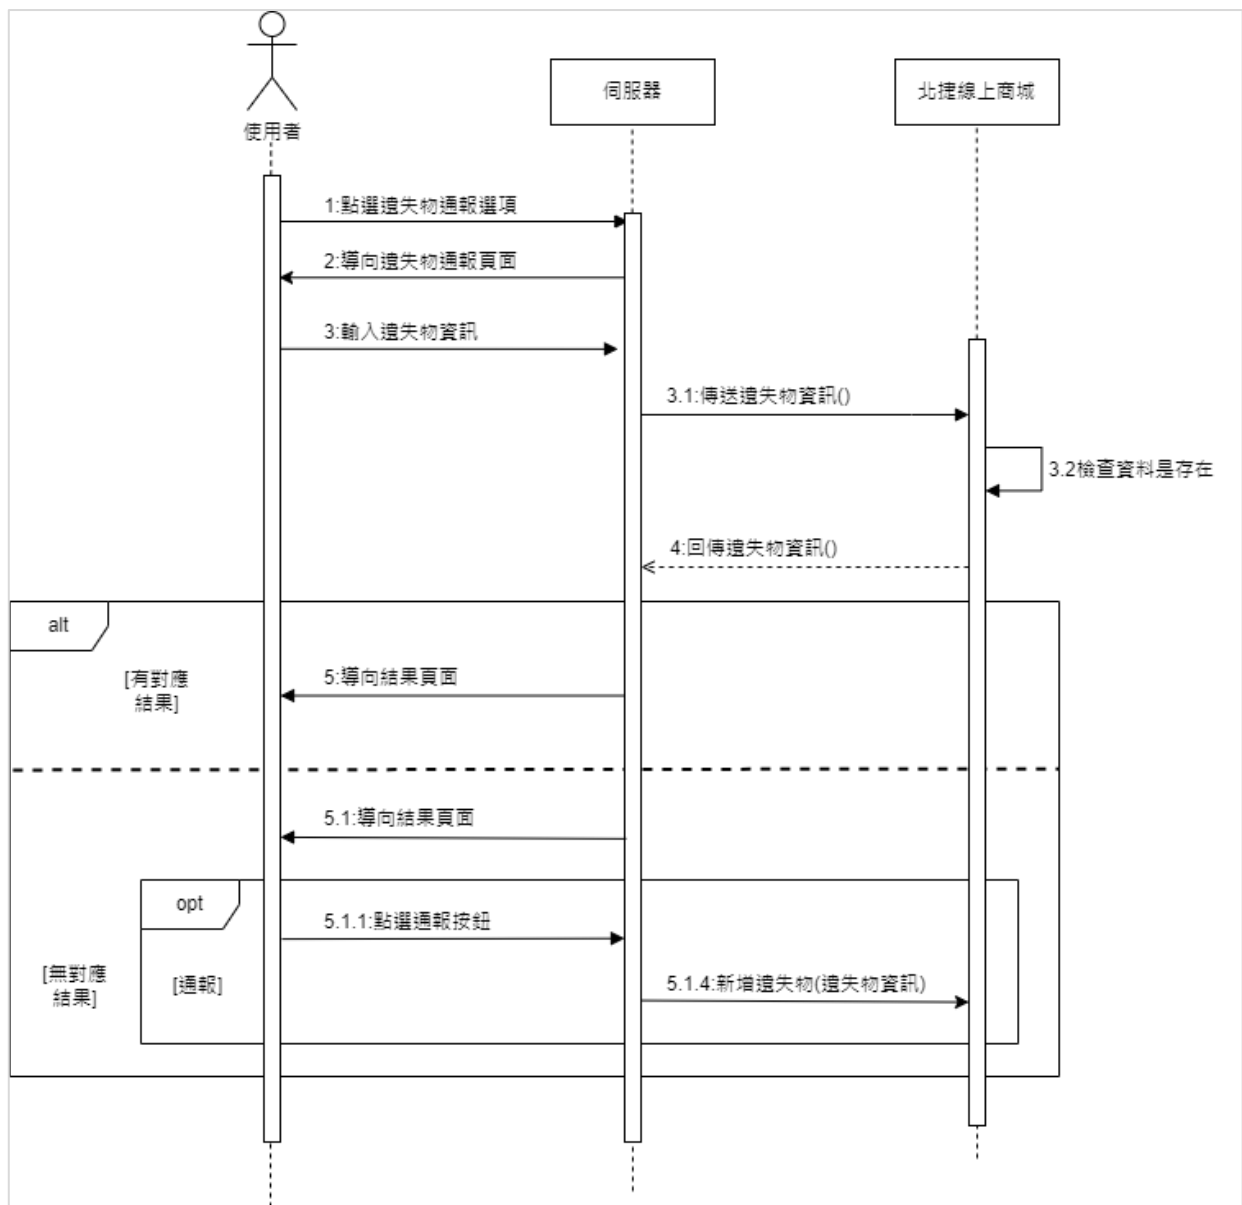 使用者
伺服器
北捷線上商城
1:點選遺失物通報選項
2:導向遺失物通報頁面
3:輸入遺失物資訊
3.1:傳送遺失物資訊()
3.2檢查資料是存在
4:回傳遺失物資訊()
alt
[有對應
結果]
5:導向結果頁面
5.1:導向結果頁面
opt
5.1.1:點選通報按鈕
[無對應
結果]
[通報]
5.1.4:新增遺失物(遺失物資訊)